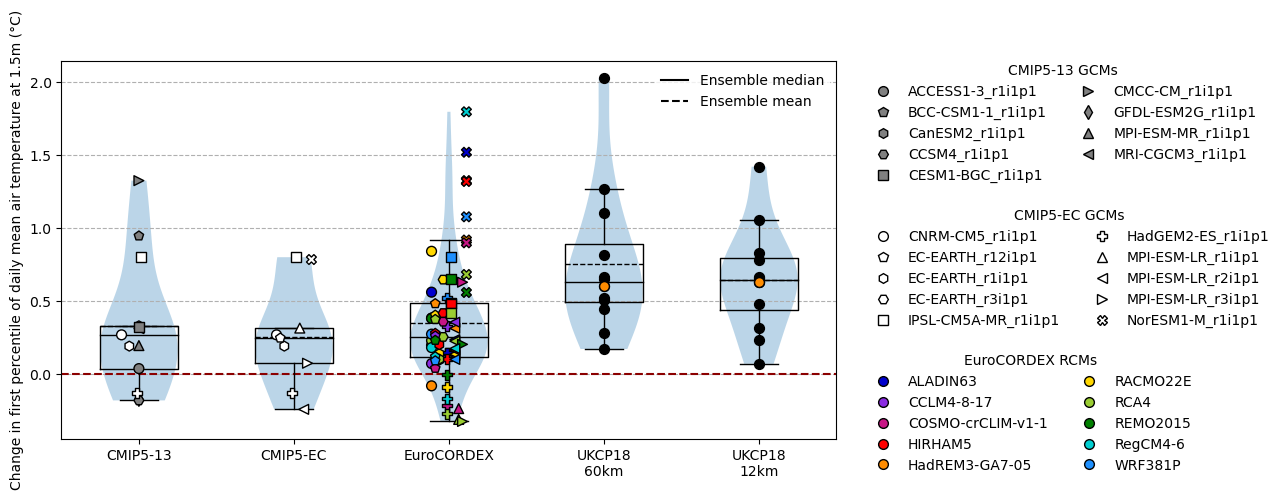 Change in first percentile of daily mean air temperature at 1.5m (°C)
2.0
1.5
1.0
0.5
0.0
Ensemble median
Ensemble mean
CMIP5-13
CMIP5-EC
EuroCORDEX
UKCP18
60km
UKCP18
12km
CMIP5-13 GCMs
ACCESS1-3_r1i1p1
BCC-CSM1-1_r1i1p1
CanESM2_r1i1p1
CCSM4_r1i1p1
CESM1-BGC_r1i1p1
CMCC-CM_r1i1p1
GFDL-ESM2G_r1i1p1
MPI-ESM-MR_r1i1p1
MRI-CGCM3_r1i1p1
CMIP5-EC GCMs
CNRM-CM5_r1i1p1
EC-EARTH_r12i1p1
EC-EARTH_r1i1p1
EC-EARTH_r3i1p1
IPSL-CM5A-MR_r1i1p1
HadGEM2-ES_r1i1p1
MPI-ESM-LR_r1i1p1
MPI-ESM-LR_r2i1p1
MPI-ESM-LR_r3i1p1
NorESM1-M_r1i1p1
EuroCORDEX RCMs
ALADIN63
CCLM4-8-17
COSMO-crCLIM-v1-1
HIRHAM5
HadREM3-GA7-05
RACMO22E
RCA4
REMO2015
RegCM4-6
WRF381P